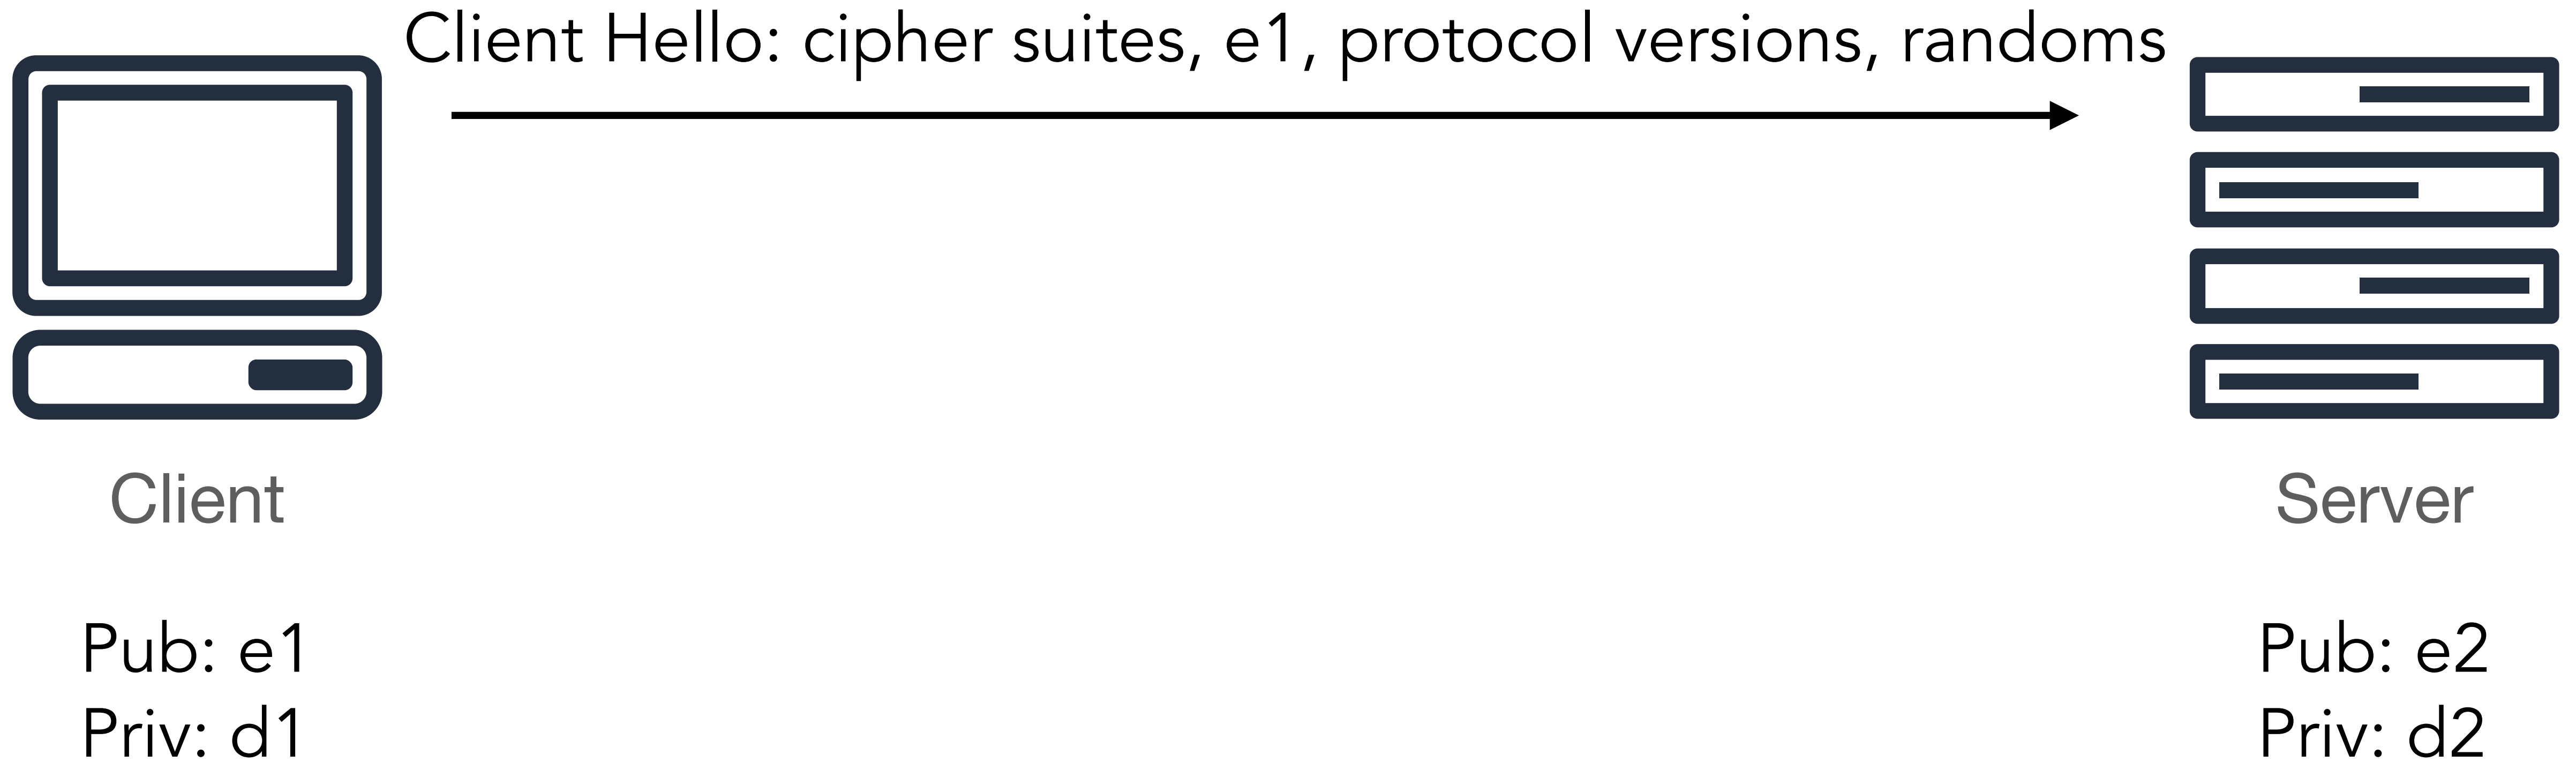 Client Hello: cipher suites, e1, protocol versions, randoms
Client
Server
Pub: e1
Priv: d1
Pub: e2
Priv: d2